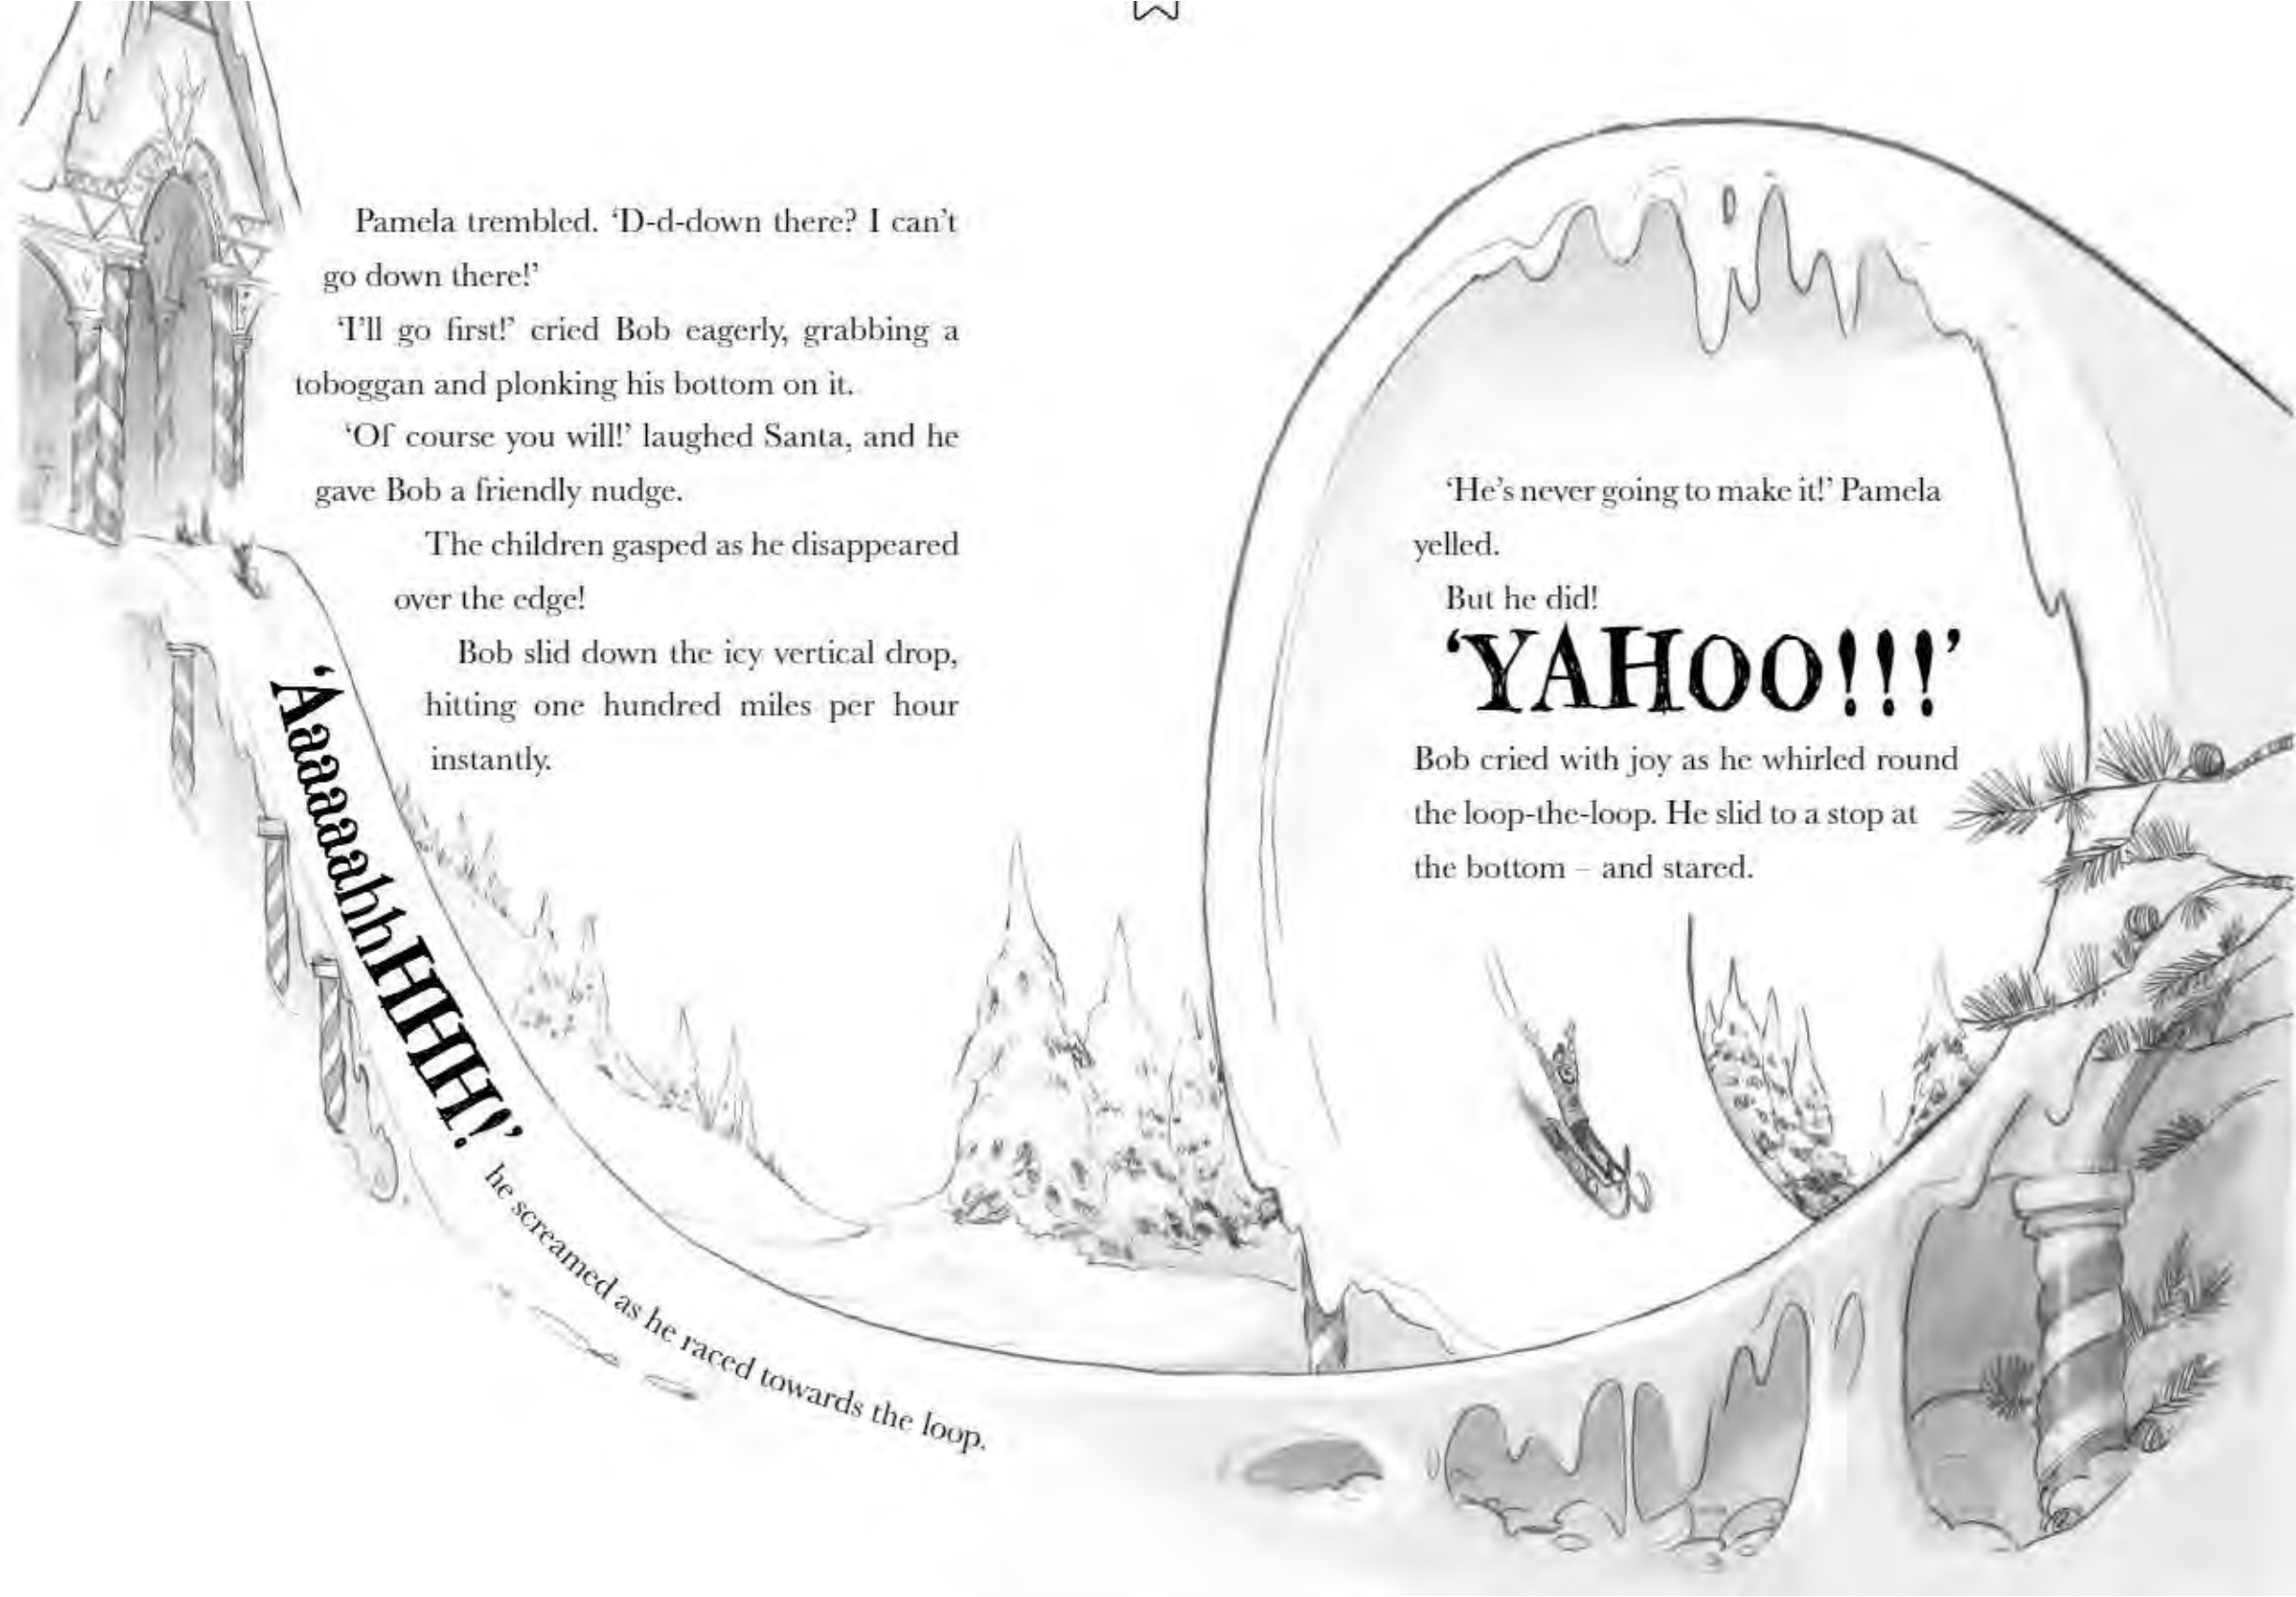 Pamela trembled. ‘D-d-down there? I can’t
go down there!’
‘I’ll go first!’ cried Bob eagerly, grabbing a
toboggan and plonking his bottom on it.
‘Of course you will!’ laughed Santa, and he
gave Bob a friendly nudge.
The children gasped as he disappeared
over the edge!
Bob slid down the icy vertical drop,
hitting one hundred miles per hour
instantly.
‘AaaaaahhHHHH!’ he screamed as he raced towards the loop.
‘He’s never going to make it!’ Pamela
yelled.
But he did!
‘YAHOO!!!’
Bob cried with joy as he whirled round
the loop-the-loop. He slid to a stop at
the bottom – and stared.